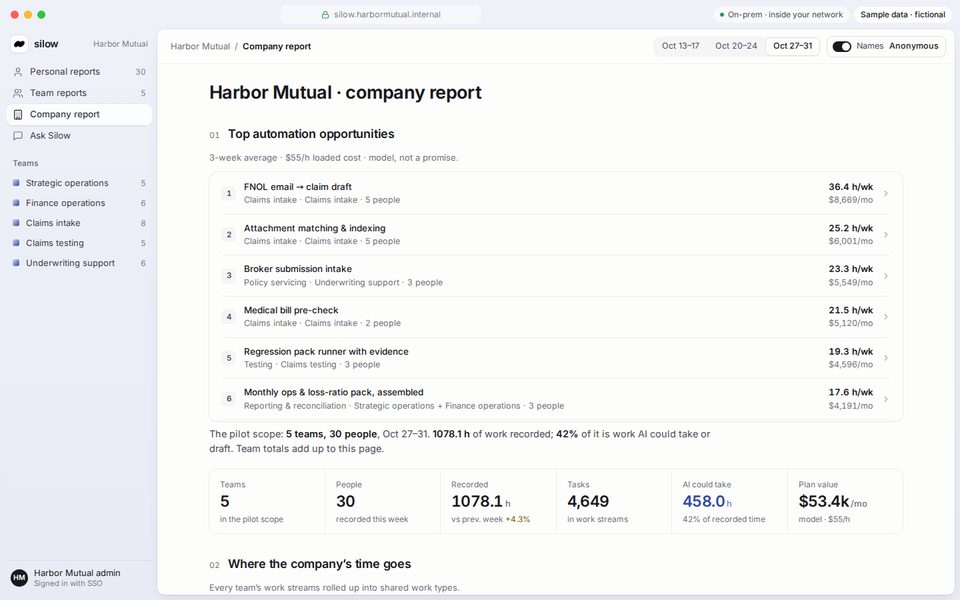 silow.harbormutual.internal
On-prem · inside your network
Sample data · fictional
silow
Harbor Mutual
Personal reports 30
Team reports 5
Company report
Ask Silow
Teams
Strategic operations 5
Finance operations 6
Claims intake 8
Claims testing 5
Underwriting support 6
HM
Harbor Mutual admin
Signed in with SSO
Harbor Mutual / Company report
Oct 13–17 Oct 20–24 Oct 27–31
Names Anonymous
Harbor Mutual · company report
01 Top automation opportunities
3-week average · $55/h loaded cost · model, not a promise.
1 FNOL email → claim draft 36.4 h/wk
Claims intake · Claims intake · 5 people $8,669/mo
2 Attachment matching & indexing 25.2 h/wk
Claims intake · Claims intake · 5 people $6,001/mo
3 Broker submission intake 23.3 h/wk
Policy servicing · Underwriting support · 3 people $5,549/mo
4 Medical bill pre-check 21.5 h/wk
Claims intake · Claims intake · 2 people $5,120/mo
5 Regression pack runner with evidence 19.3 h/wk
Testing · Claims testing · 3 people $4,596/mo
6 Monthly ops & loss-ratio pack, assembled 17.6 h/wk
Reporting & reconciliation · Strategic operations + Finance operations · 3 people $4,191/mo
The pilot scope: 5 teams, 30 people, Oct 27–31. 1078.1 h of work recorded; 42% of it is work AI could take or
draft. Team totals add up to this page.
Teams
5
in the pilot scope
People
30
recorded this week
Recorded
1078.1 h
vs prev. week +4.3%
Tasks
4,649
in work streams
AI could take
458.0 h
42% of recorded time
Plan value
$53.4k /mo
model · $55/h
02 Where the company's time goes
Every team's work streams rolled up into shared work types.